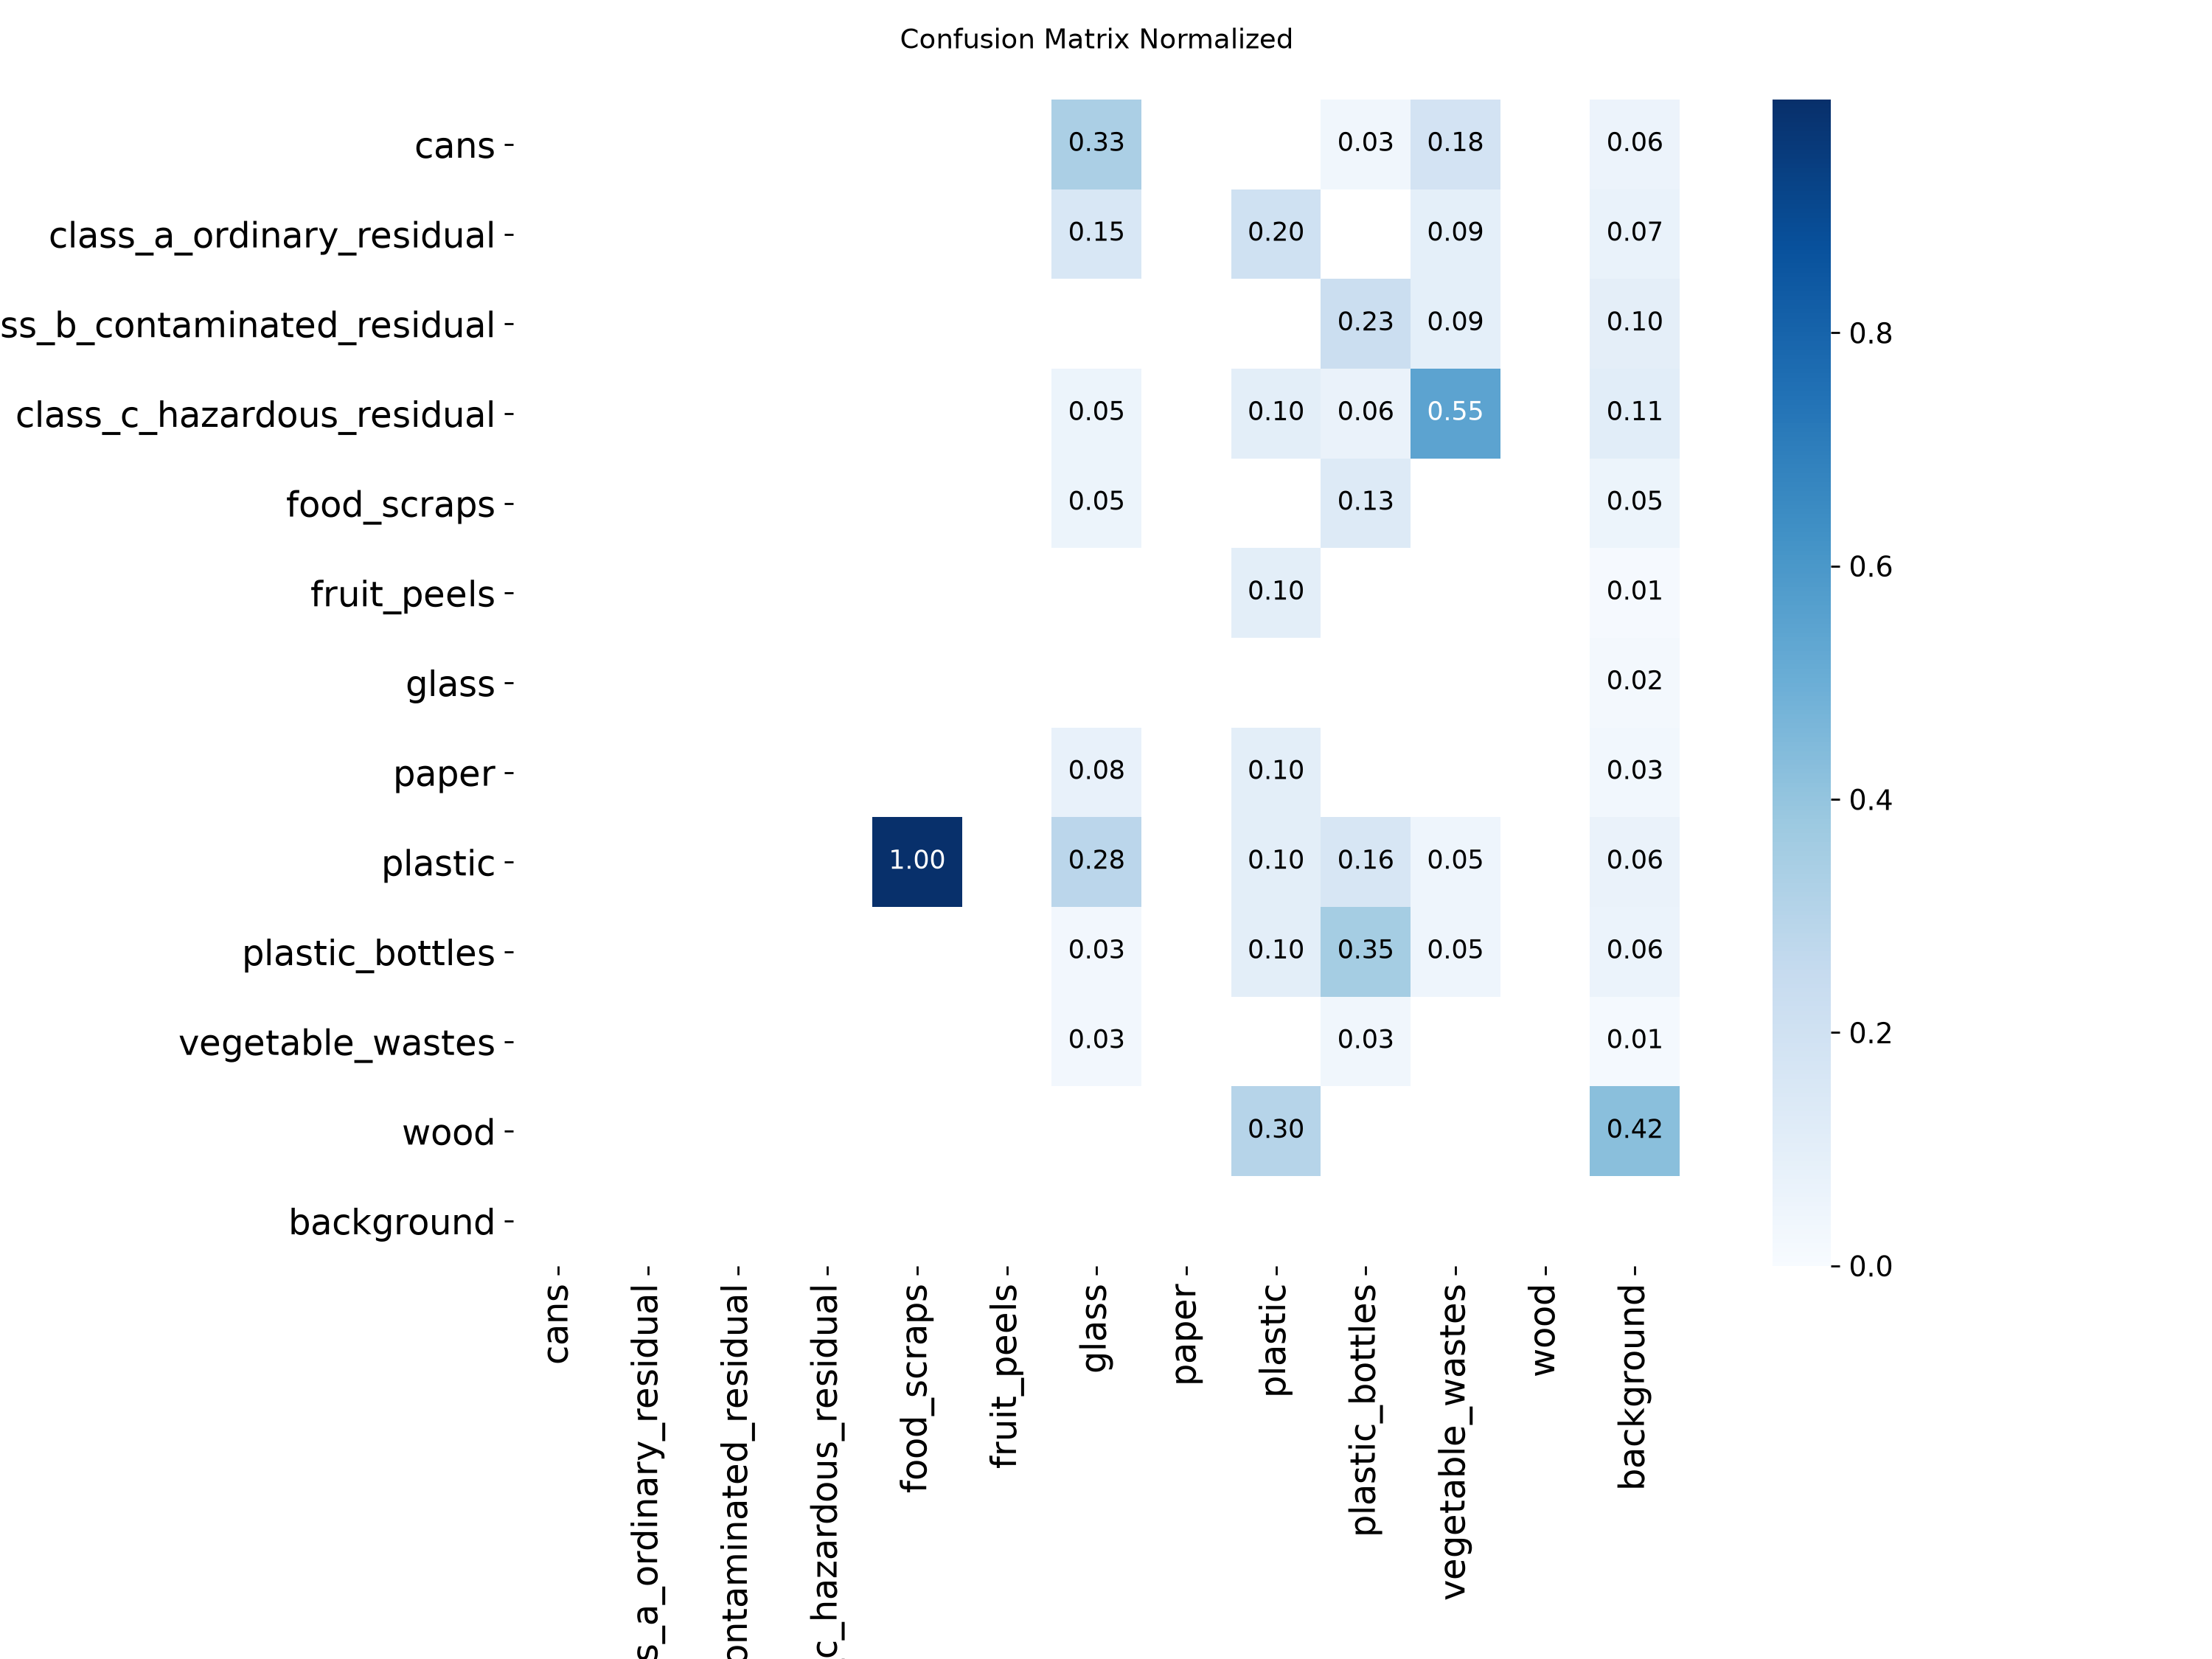 Confusion Matrix Normalized
cans 0.33 0.03 0.18 0.06
class_a_ordinary_residual 0.15 0.20 0.09 0.07
ss_b_contaminated_residual 0.23 0.09 0.10
class_c_hazardous_residual 0.05 0.10 0.06 0.55 0.11
food_scraps 0.05 0.13 0.05
fruit_peels 0.10 0.01
glass 0.02
paper 0.08 0.10 0.03
plastic 1.00 0.28 0.10 0.16 0.05 0.06
plastic_bottles 0.03 0.10 0.35 0.05 0.06
vegetable_wastes 0.03 0.03 0.01
wood 0.30 0.42
background
0.8
0.6
0.4
0.2
0.0
cans
s_a_ordinary_residual
ontaminated_residual
c_hazardous_residual
food_scraps
fruit_peels
glass
paper
plastic
plastic_bottles
vegetable_wastes
wood
background